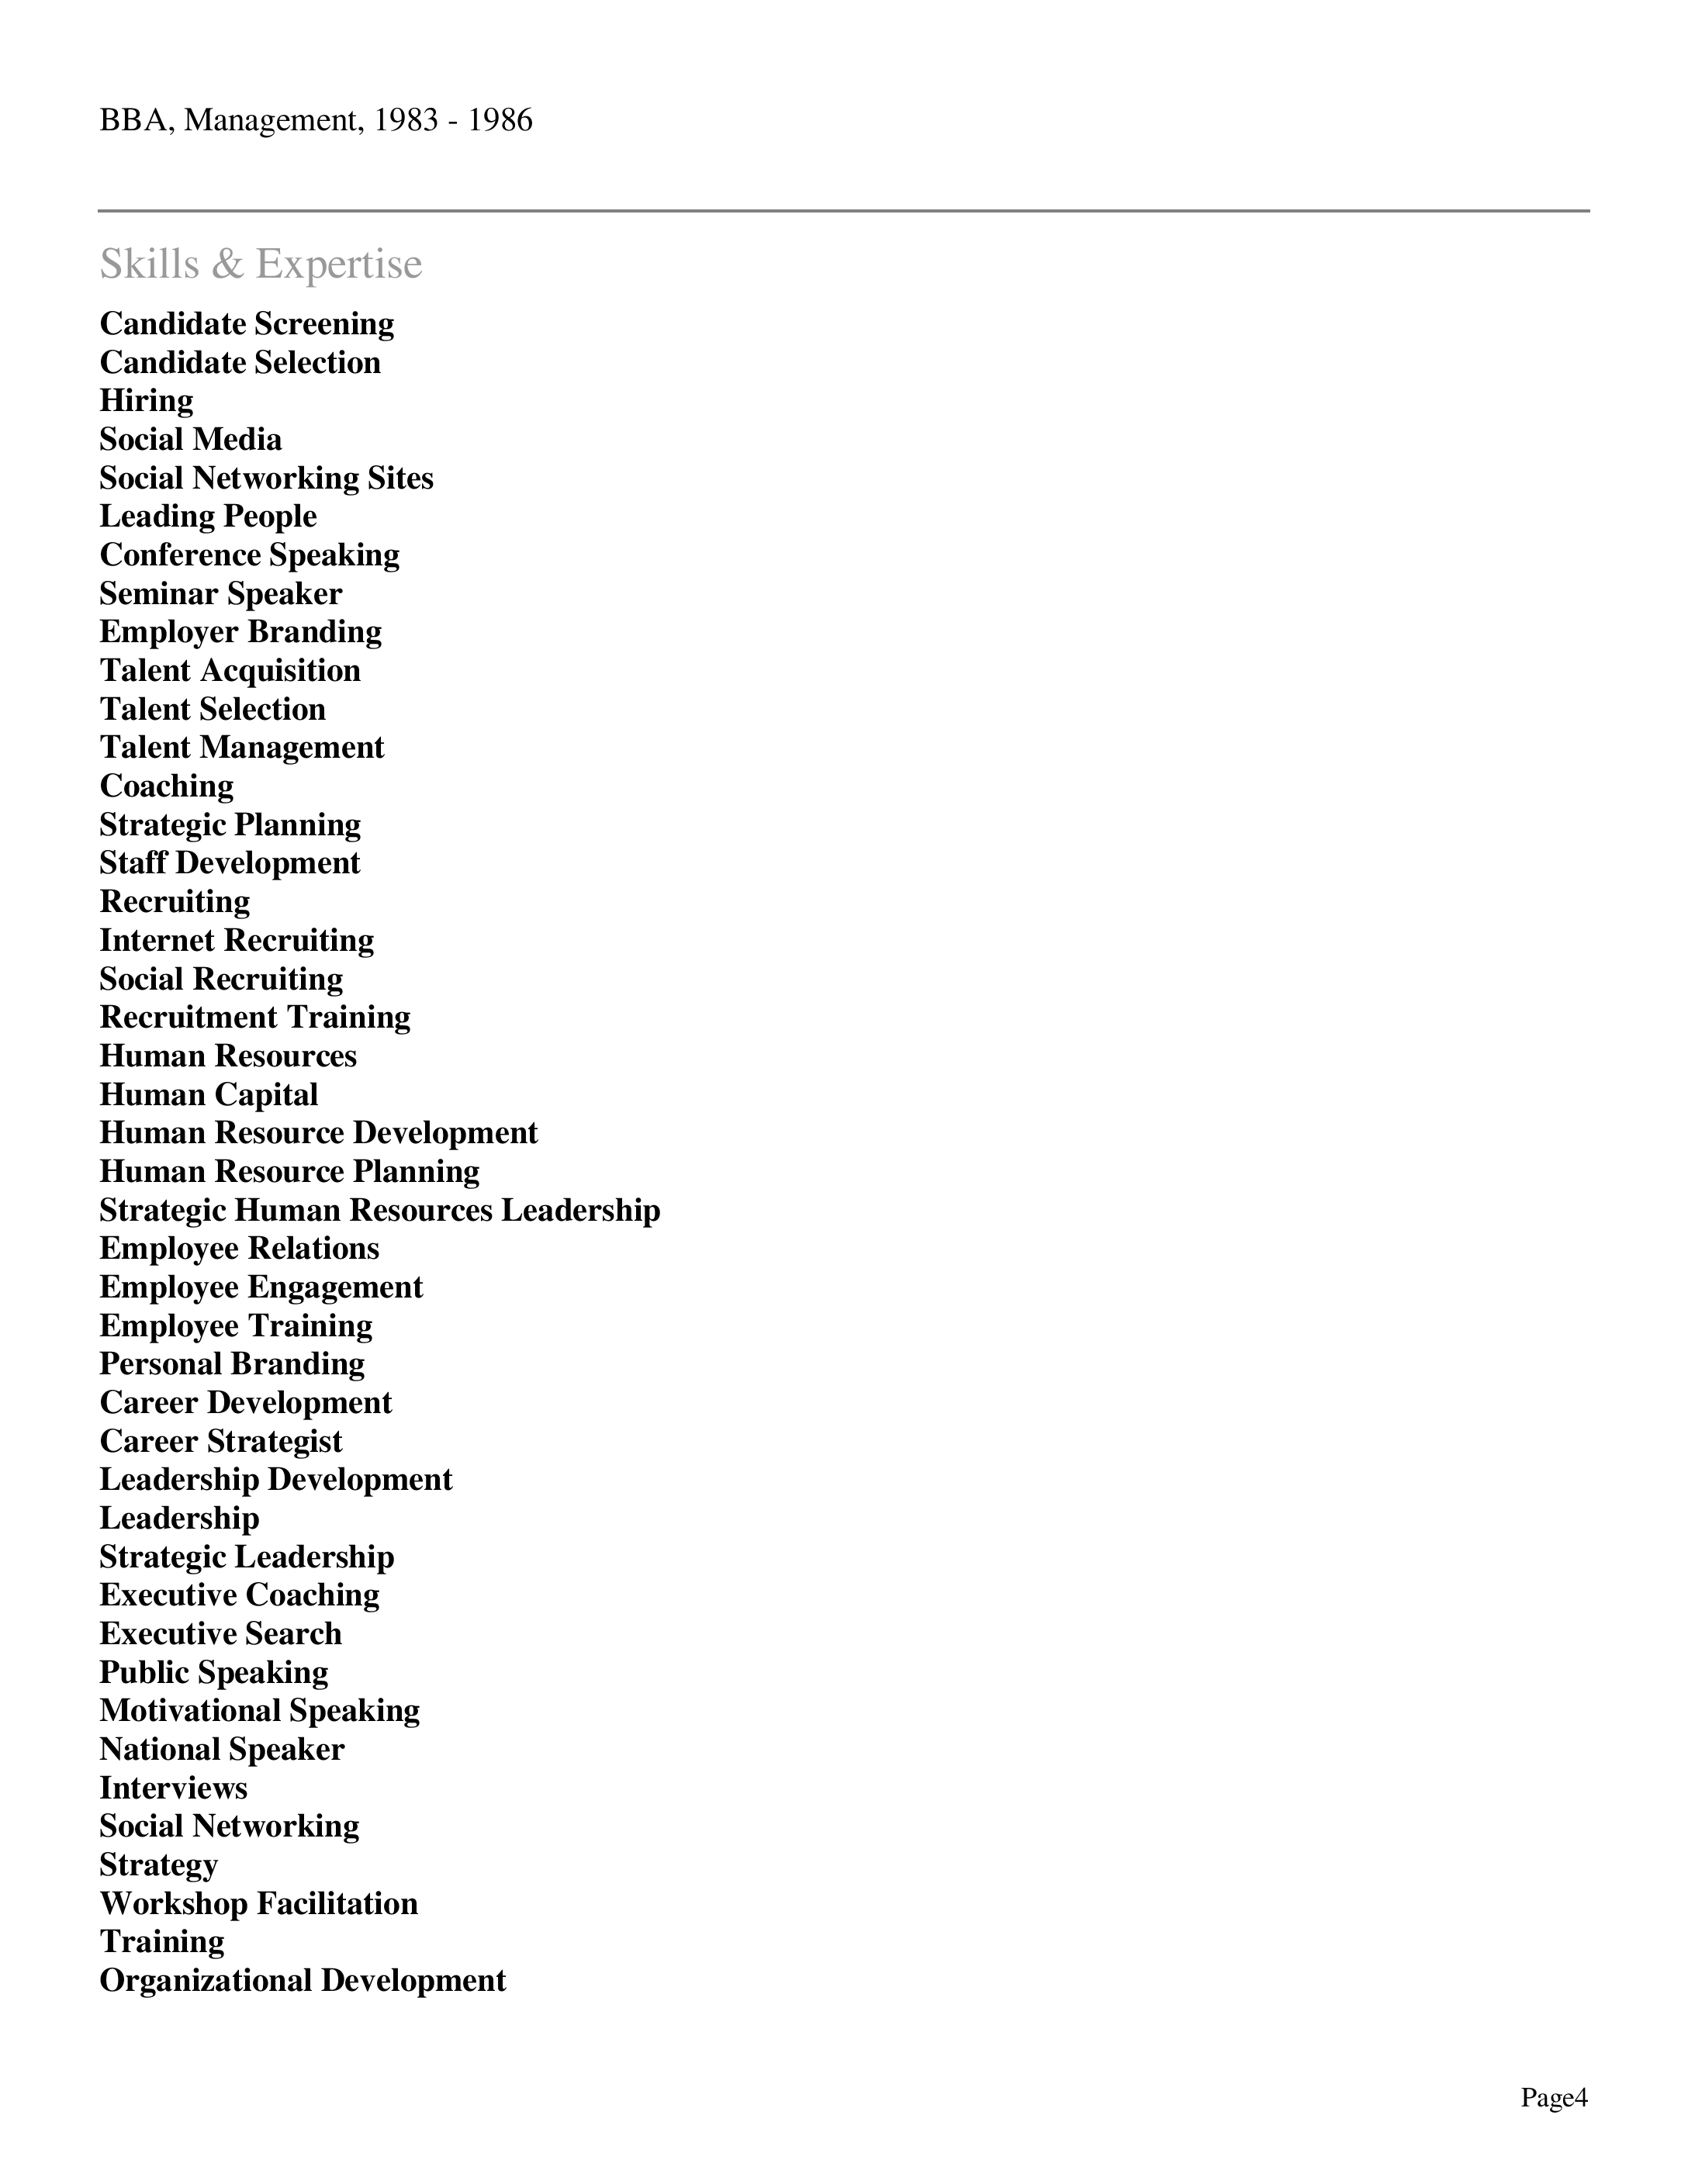 BBA, Management, 1983 - 1986
Skills & Expertise
Candidate Screening
Candidate Selection
Hiring
Social Media
Social Networking Sites
Leading People
Conference Speaking
Seminar Speaker
Employer Branding
Talent Acquisition
Talent Selection
Talent Management
Coaching
Strategic Planning
Staff Development
Recruiting
Internet Recruiting
Social Recruiting
Recruitment Training
Human Resources
Human Capital
Human Resource Development
Human Resource Planning
Strategic Human Resources Leadership
Employee Relations
Employee Engagement
Employee Training
Personal Branding
Career Development
Career Strategist
Leadership Development
Leadership
Strategic Leadership
Executive Coaching
Executive Search
Public Speaking
Motivational Speaking
National Speaker
Interviews
Social Networking
Strategy
Workshop Facilitation
Training
Organizational Development
Page4